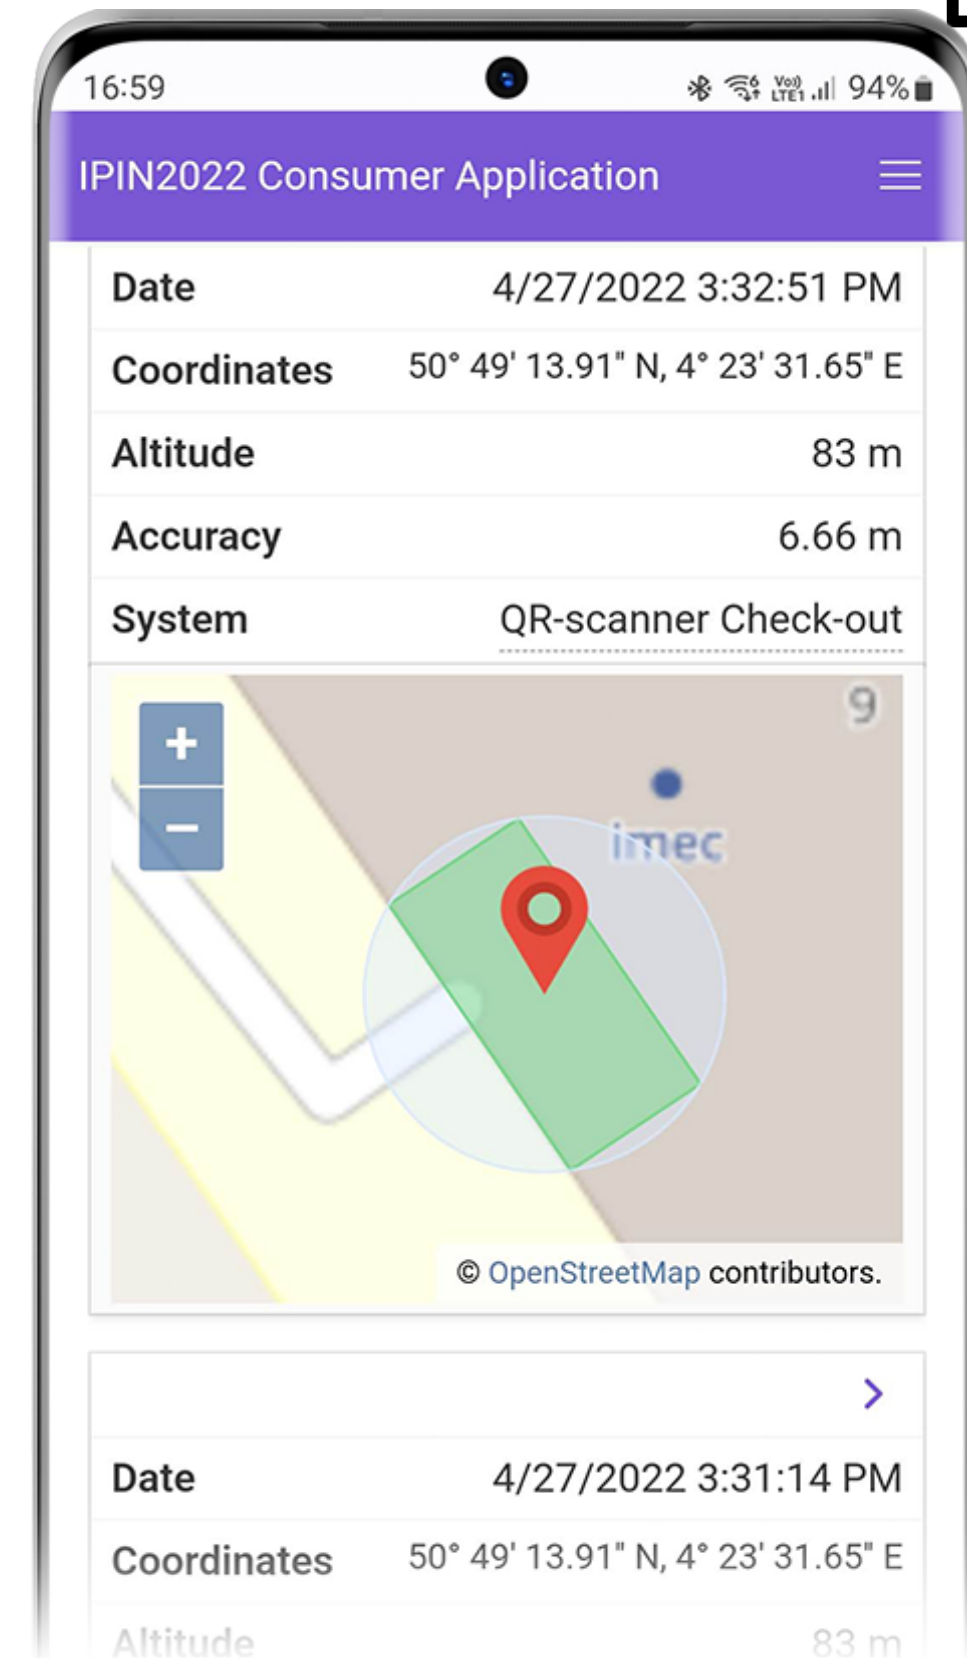 16:59 Vo)) LTE1 94%
IPIN2022 Consumer Application
Date 4/27/2022 3:32:51 PM
Coordinates 50° 49' 13.91" N, 4° 23' 31.65" E
Altitude 83 m
Accuracy 6.66 m
System QR-scanner Check-out
+
9
−
imec
© OpenStreetMap contributors.
Date 4/27/2022 3:31:14 PM
Coordinates 50° 49' 13.91" N, 4° 23' 31.65" E
Altitude 83 m